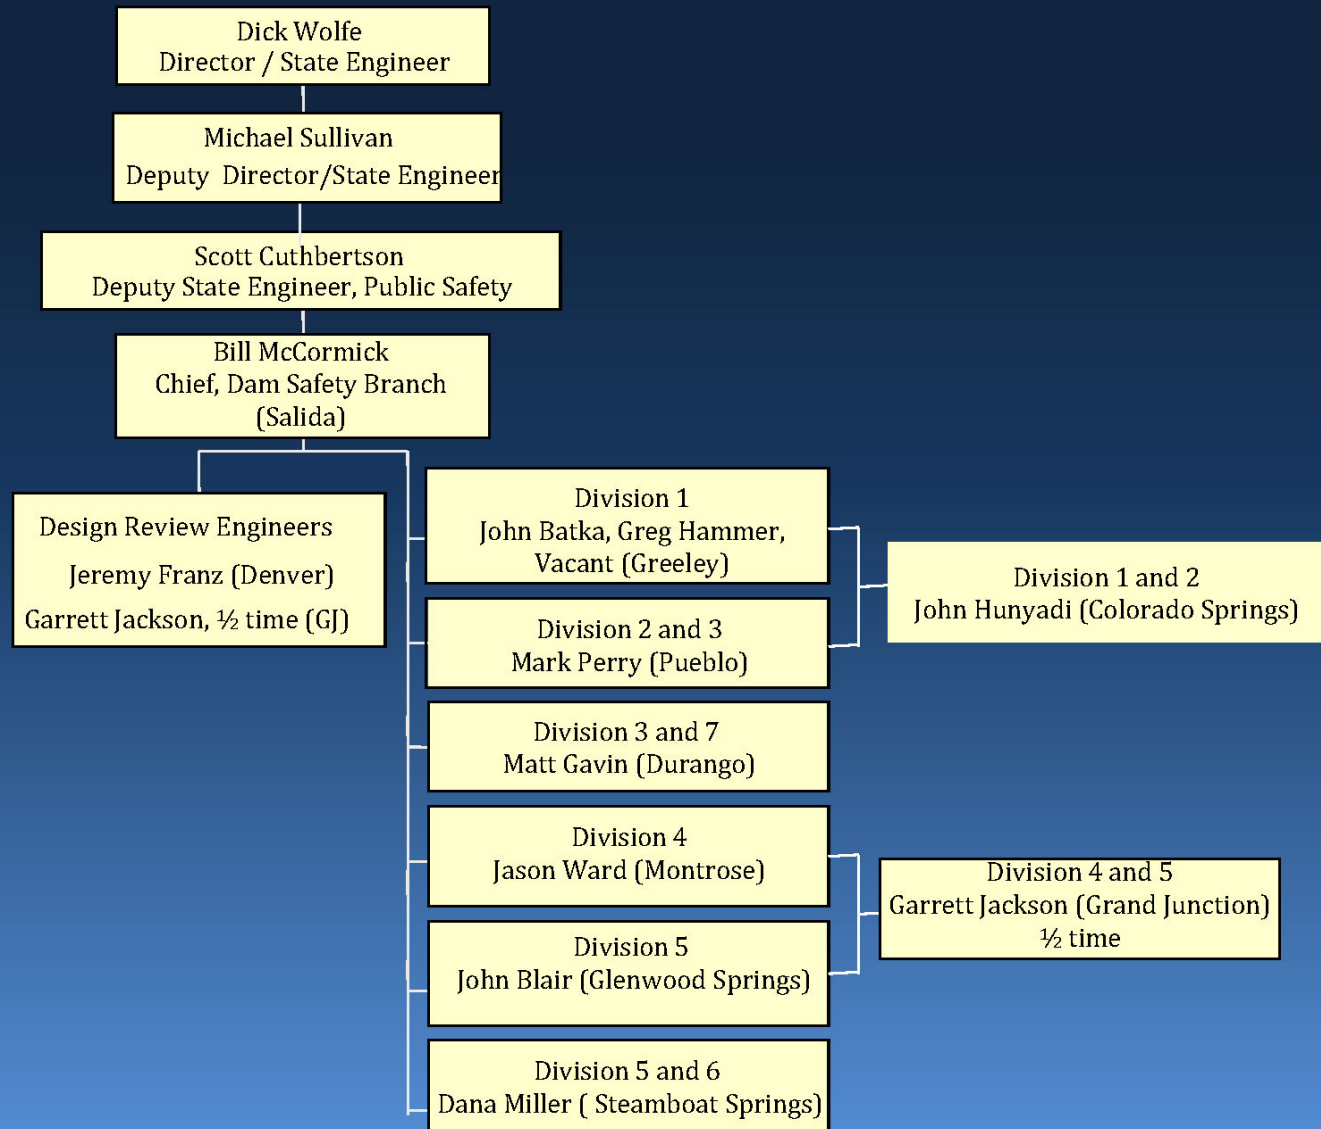 Dick Wolfe
Director / State Engineer
Michael Sullivan
Deputy Director/State Engineer
Scott Cuthbertson
Deputy State Engineer, Public Safety
Bill McCormick
Chief, Dam Safety Branch
(Salida)
Design Review Engineers
Jeremy Franz (Denver)
Garrett Jackson, ½ time (GJ)
Division 1
John Batka, Greg Hammer,
Vacant (Greeley)
Division 2 and 3
Mark Perry (Pueblo)
Division 1 and 2
John Hunyadi (Colorado Springs)
Division 3 and 7
Matt Gavin (Durango)
Division 4
Jason Ward (Montrose)
Division 5
John Blair (Glenwood Springs)
Division 4 and 5
Garrett Jackson (Grand Junction)
½ time
Division 5 and 6
Dana Miller ( Steamboat Springs)